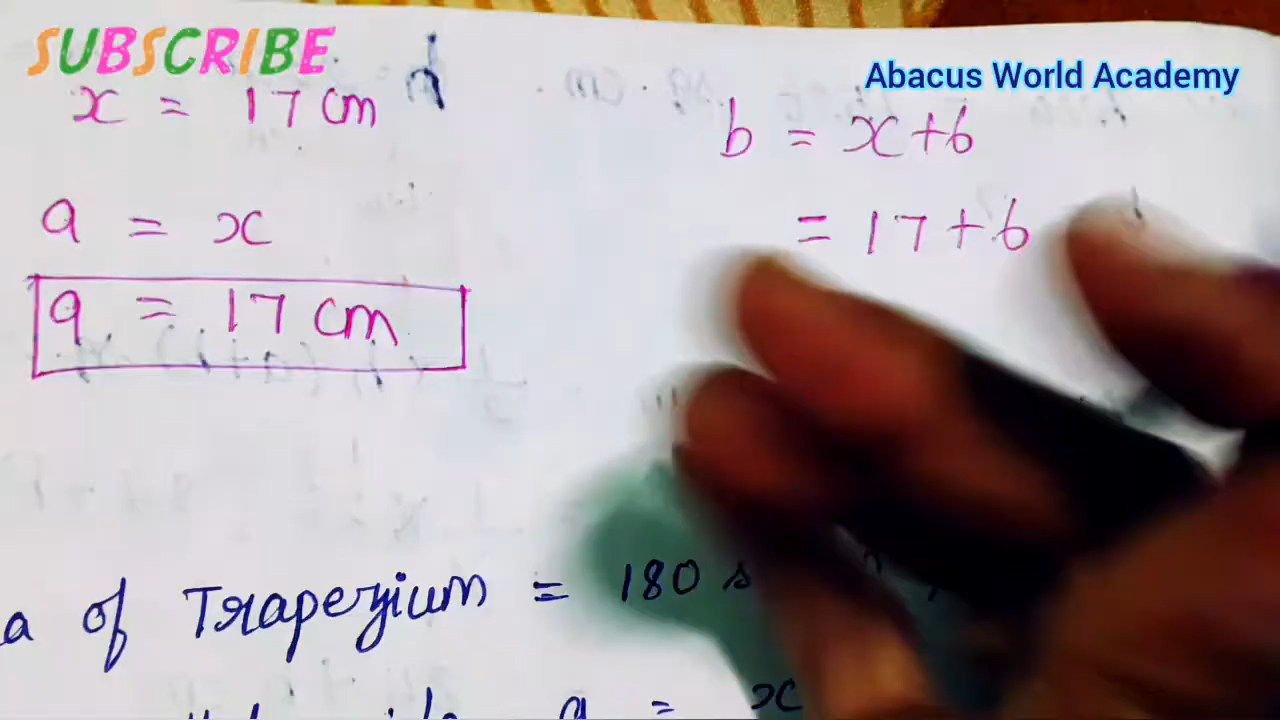 SUBSCRIBE
Abacus World Academy
x = 17 cm
b = x+6
a = x
= 17+6
a = 17 cm
a of Trapezium = 180 s
a = x